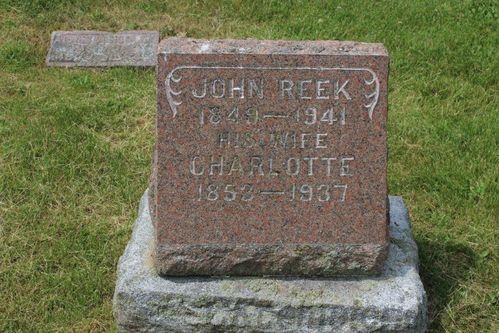 JOHN REEK
1849—1941
HIS WIFE
CHARLOTTE
1853—1937